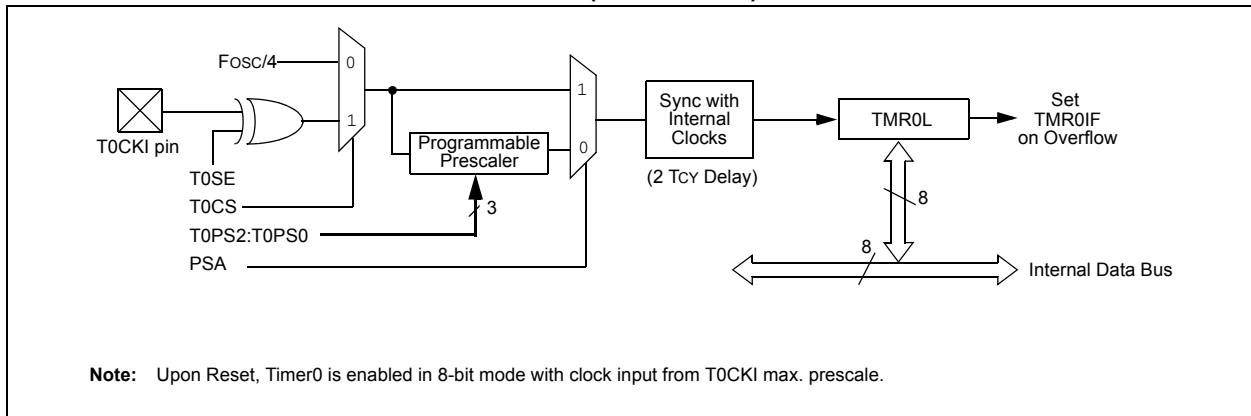 FOSC/4
0
1
T0CKI pin
T0SE
T0CS
T0PS2:T0PS0
PSA
Programmable
Prescaler
3
1
0
Sync with
Internal
Clocks
(2 TCY Delay)
TMR0L
Set
TMR0IF
on Overflow
8
8
Internal Data Bus
Note: Upon Reset, Timer0 is enabled in 8-bit mode with clock input from T0CKI max. prescale.